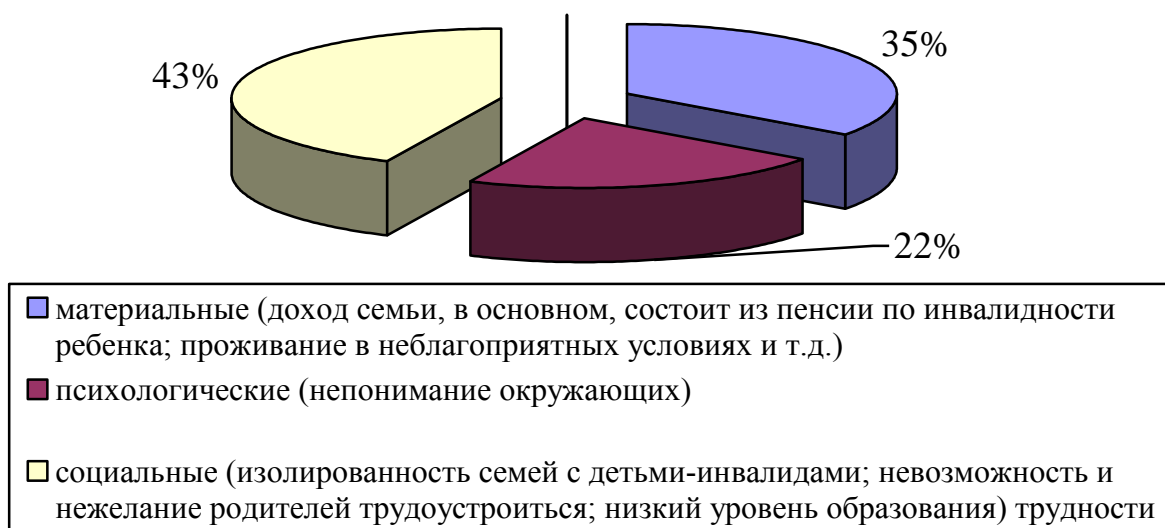 35%
43%
22%
материальные (доход семьи, в основном, состоит из пенсии по инвалидности
ребенка; проживание в неблагоприятных условиях и т.д.)
психологические (непонимание окружающих)
социальные (изолированность семей с детьми-инвалидами; невозможность и
нежелание родителей трудоустроиться; низкий уровень образования) трудности